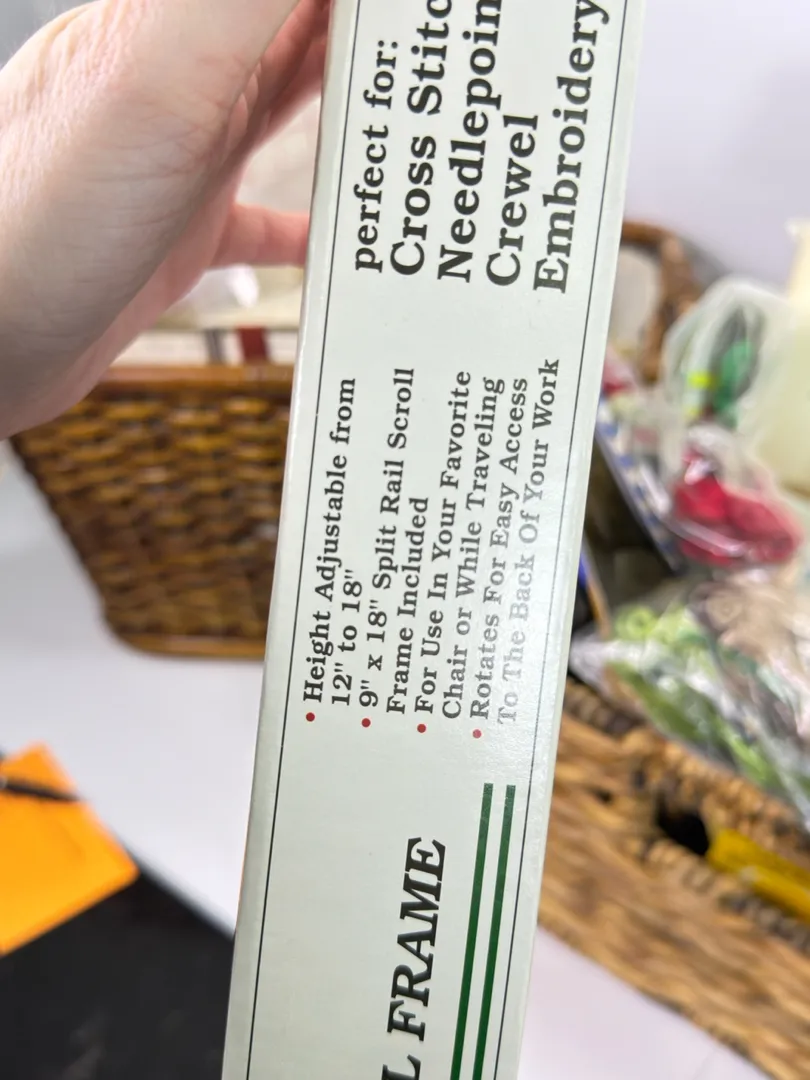 L FRAME
• Height Adjustable from
12" to 18"
• 9" x 18" Split Rail Scroll
Frame Included
• For Use In Your Favorite
Chair or While Traveling
• Rotates For Easy Access
To The Back Of Your Work
perfect for:
Cross Stitc
Needlepoin
Crewel
Embroidery